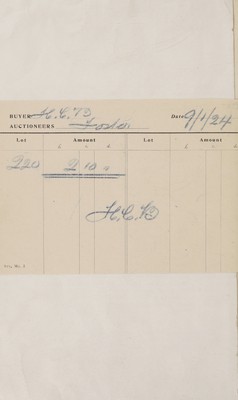 BUYER H.C.B Date 9/1/24
AUCTIONEERS Foster
Lot Amount Lot Amount
£ s d £ s d
220 2 10 0
H.C.B